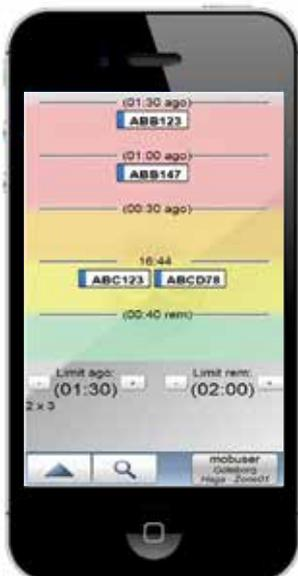 (01:30 ago)
ABB123
(01:00 ago)
ABB147
(00:30 ago)
16:44
ABC123 ABCD78
(00:40 rem)
Limit ago: Limit rem:
- (01:30) - - (02:00) -
2 x 3
mobuser
Goteborg
Haga - Zone01